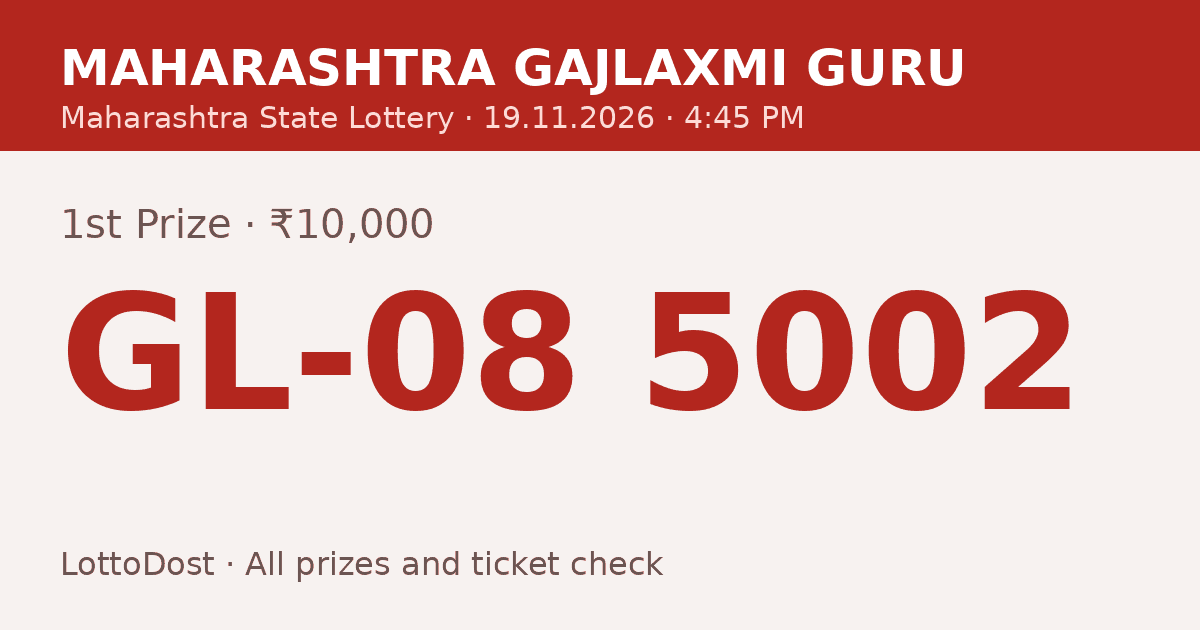 MAHARASHTRA GAJLAXMI GURU
Maharashtra State Lottery · 19.11.2026 · 4:45 PM
1st Prize · ₹10,000
GL-08 5002
LottoDost · All prizes and ticket check